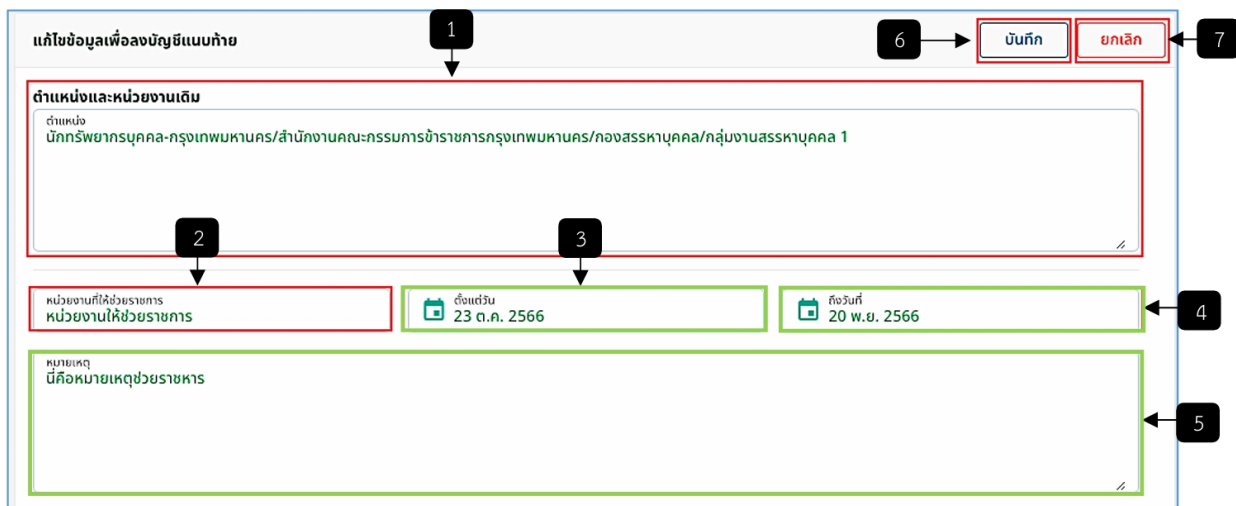 1
แก้ไขข้อมูลเพื่อลงบัญชีแนบท้าย
6
บันทึก
ยกเลิก
7
ตำแหน่งและหน่วยงานเดิม
ตำแหน่ง
นักทรัพยากรบุคคล-กรุงเทพมหานคร/สำนักงานคณะกรรมการข้าราชการกรุงเทพมหานคร/กองสรรหาบุคคล/กลุ่มงานสรรหาบุคคล 1
2
3
หน่วยงานที่ให้ช่วยราชการ
หน่วยงานให้ช่วยราชการ
ตั้งแต่วัน
23 ต.ค. 2566
ถึงวันที่
20 พ.ย. 2566
4
หมายเหตุ
นี่คือหมายเหตุช่วยราชหาร
5